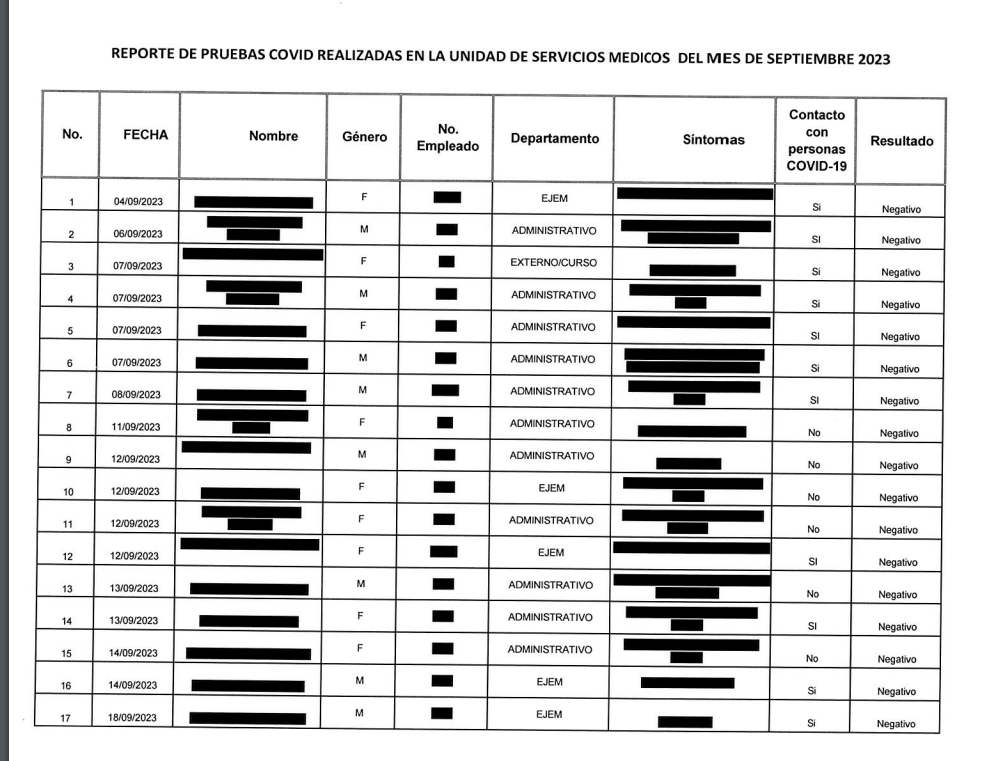 REPORTE DE PRUEBAS COVID REALIZADAS EN LA UNIDAD DE SERVICIOS MEDICOS DEL MES DE SEPTIEMBRE 2023
No. FECHA Nombre Género No. Empleado Departamento Síntomas Contacto con personas COVID-19 Resultado
1 04/09/2023 F EJEM Si Negativo
2 06/09/2023 M ADMINISTRATIVO SI Negativo
3 07/09/2023 F EXTERNO/CURSO Si Negativo
4 07/09/2023 M ADMINISTRATIVO Si Negativo
5 07/09/2023 F ADMINISTRATIVO SI Negativo
6 07/09/2023 M ADMINISTRATIVO Si Negativo
7 08/09/2023 M ADMINISTRATIVO SI Negativo
8 11/09/2023 F ADMINISTRATIVO No Negativo
9 12/09/2023 M ADMINISTRATIVO No Negativo
10 12/09/2023 F EJEM No Negativo
11 12/09/2023 F ADMINISTRATIVO No Negativo
12 12/09/2023 F EJEM SI Negativo
13 13/09/2023 M ADMINISTRATIVO No Negativo
14 13/09/2023 F ADMINISTRATIVO SI Negativo
15 14/09/2023 F ADMINISTRATIVO No Negativo
16 14/09/2023 M EJEM Si Negativo
17 18/09/2023 M EJEM Si Negativo